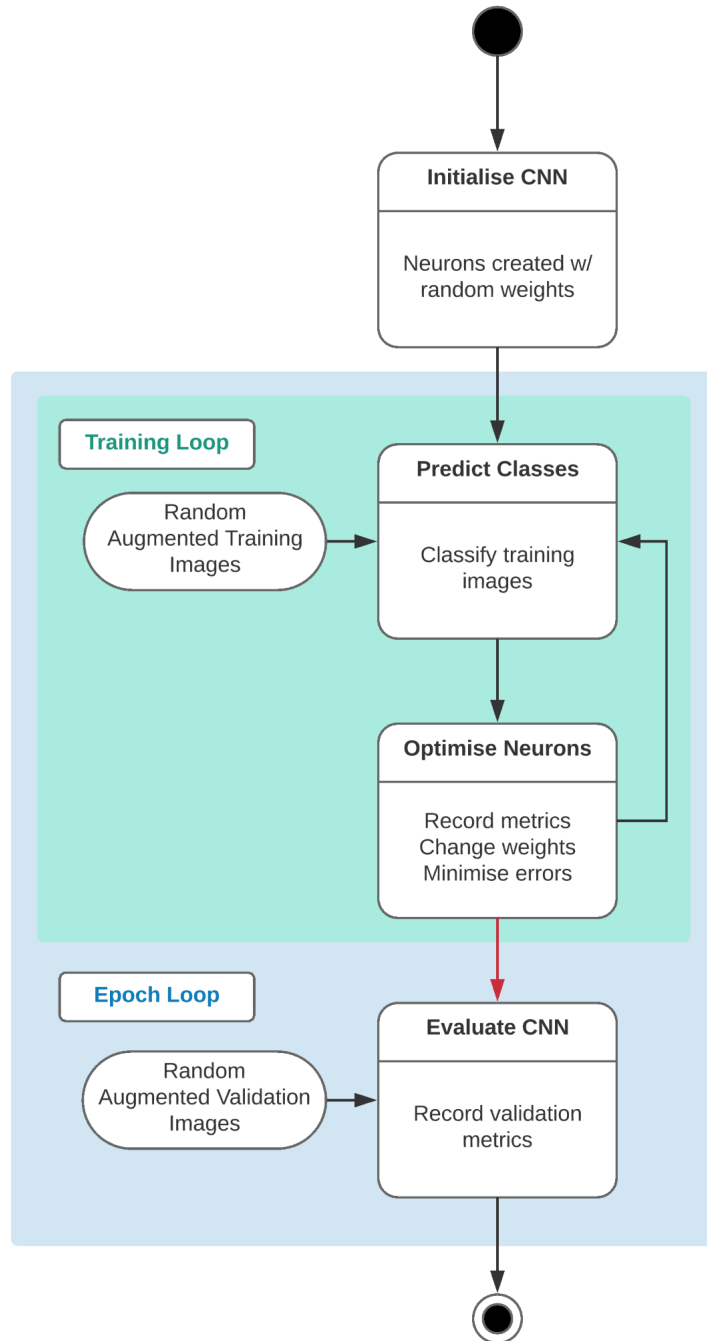 Initialise CNN
Neurons created w/
random weights
Training Loop
Predict Classes
Random
Augmented Training
Images
Classify training
images
Optimise Neurons
Record metrics
Change weights
Minimise errors
Epoch Loop
Evaluate CNN
Random
Augmented Validation
Images
Record validation
metrics